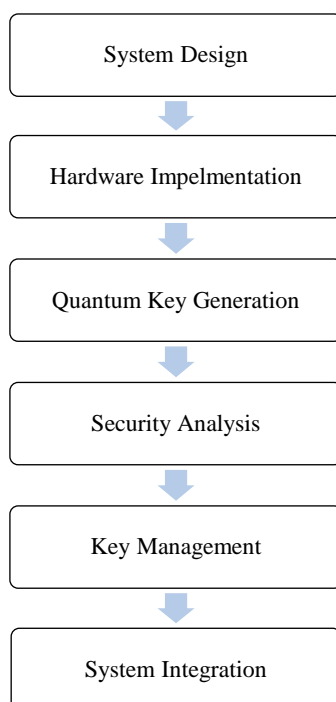 System Design
Hardware Impelmentation
Quantum Key Generation
Security Analysis
Key Management
System Integration